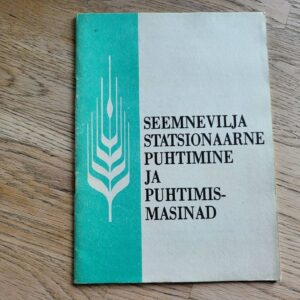 SEEMNEVILJA
STATSIONAARNE
PUHTIMINE
JA
PUHTIMIS-
MASINAD